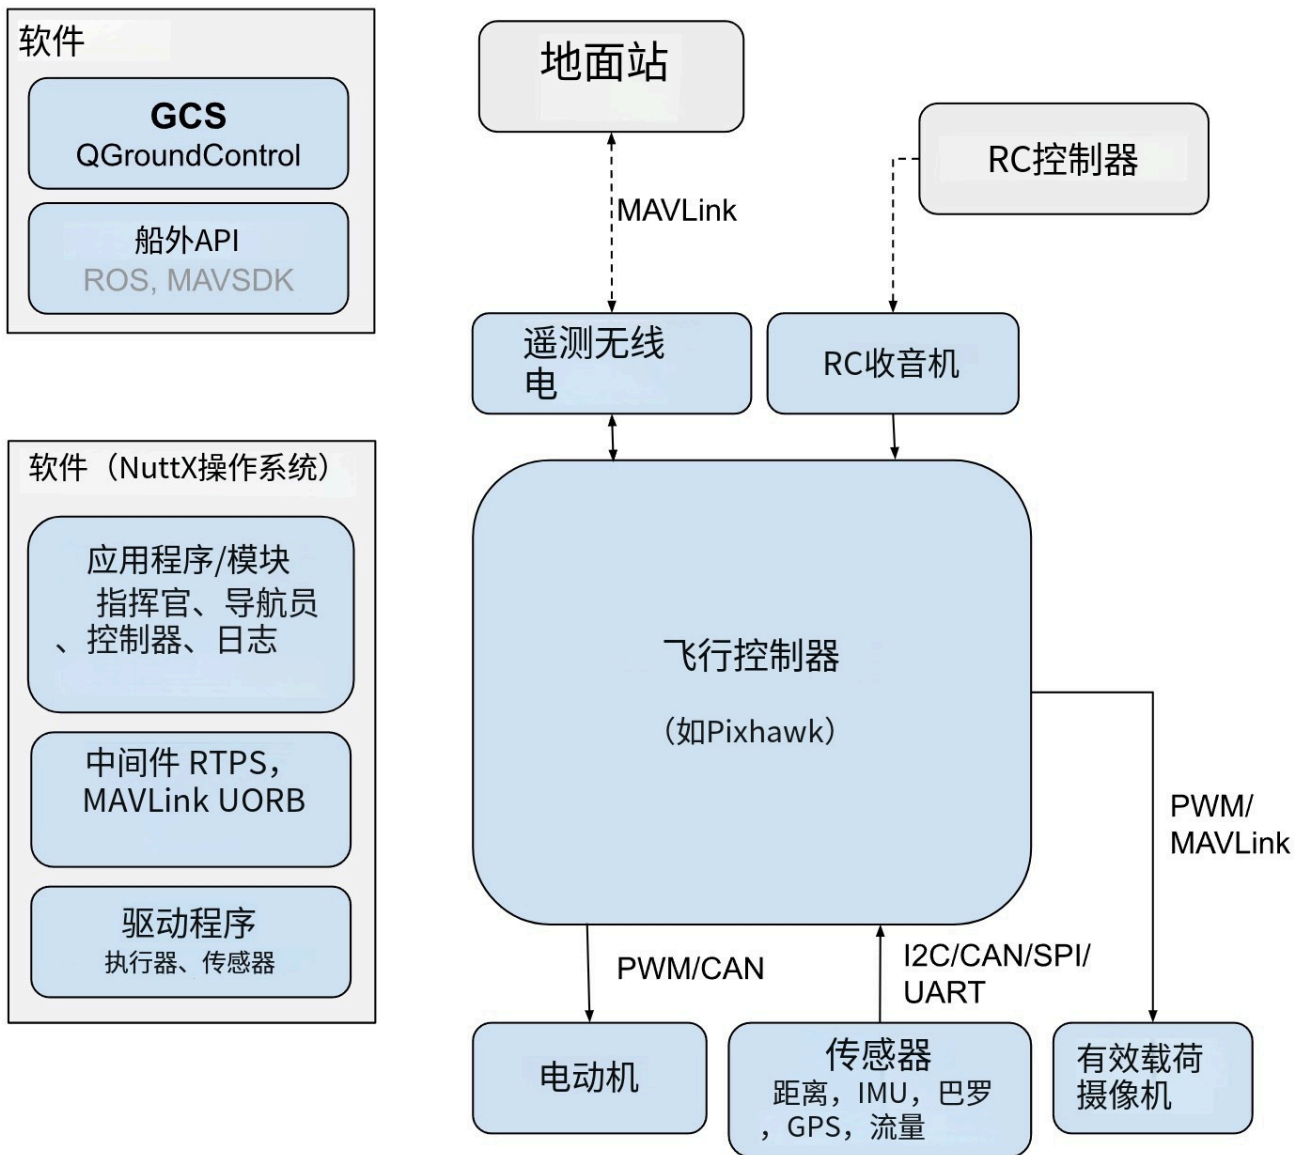 软件
GCS
QGroundControl
船外API
ROS, MAVSDK
软件（NuttX操作系统）
应用程序/模块
指挥官、导航员
、控制器、日志
中间件 RTPS，
MAVLink UORB
驱动程序
执行器、传感器
地面站
MAVLink
RC控制器
遥测无线
电
RC收音机
飞行控制器
（如Pixhawk）
PWM/
MAVLink
PWM/CAN
I2C/CAN/SPI/
UART
电动机
传感器
距离，IMU，巴罗
，GPS，流量
有效载荷
摄像机